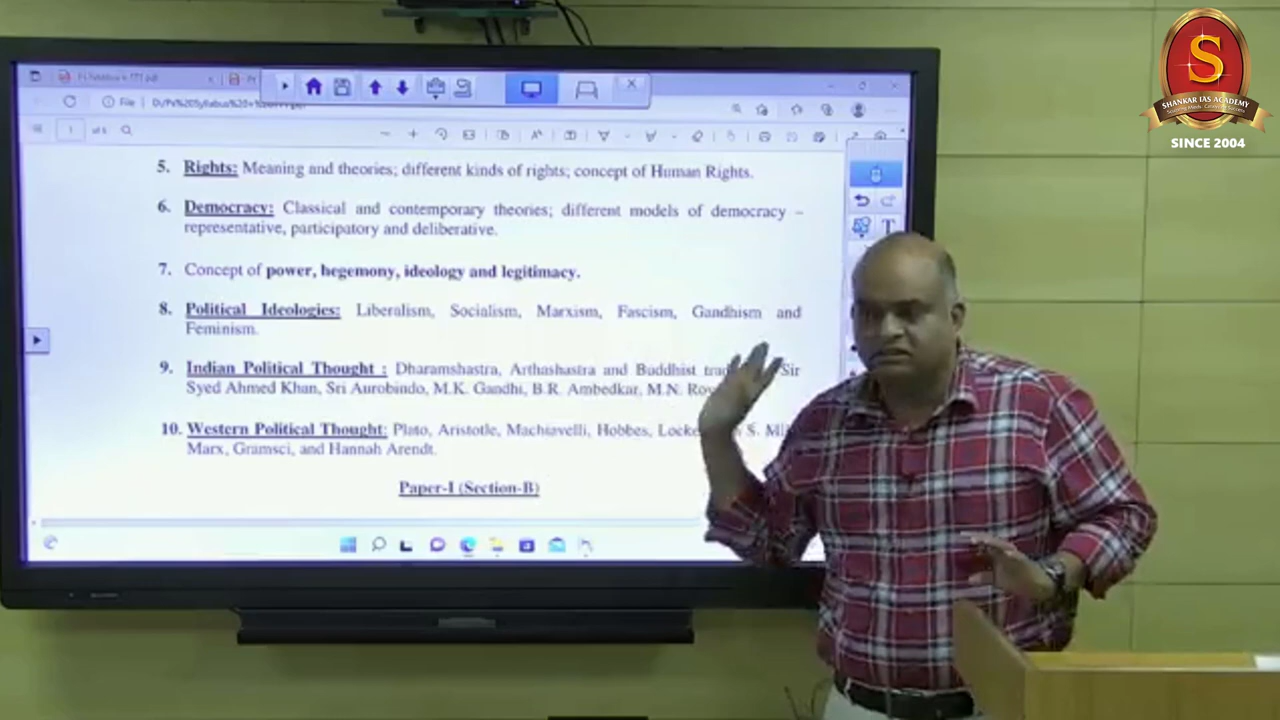 S
SHANKAR IAS ACADEMY
SINCE 2004
File
5. Rights: Meaning and theories; different kinds of rights; concept of Human Rights.
6. Democracy: Classical and contemporary theories; different models of democracy –
representative, participatory and deliberative.
7. Concept of power, hegemony, ideology and legitimacy.
8. Political Ideologies: Liberalism, Socialism, Marxism, Fascism, Gandhism and
Feminism.
9. Indian Political Thought : Dharamshastra, Arthashastra and Buddhist Sir
Syed Ahmed Khan, Sri Aurobindo, M.K. Gandhi, B.R. Ambedkar, M.N.
10. Western Political Thought: Plato, Aristotle, Machiavelli, Hobbes, Locke S.
Marx, Gramsci, and Hannah Arendt.
Paper-I (Section-B)